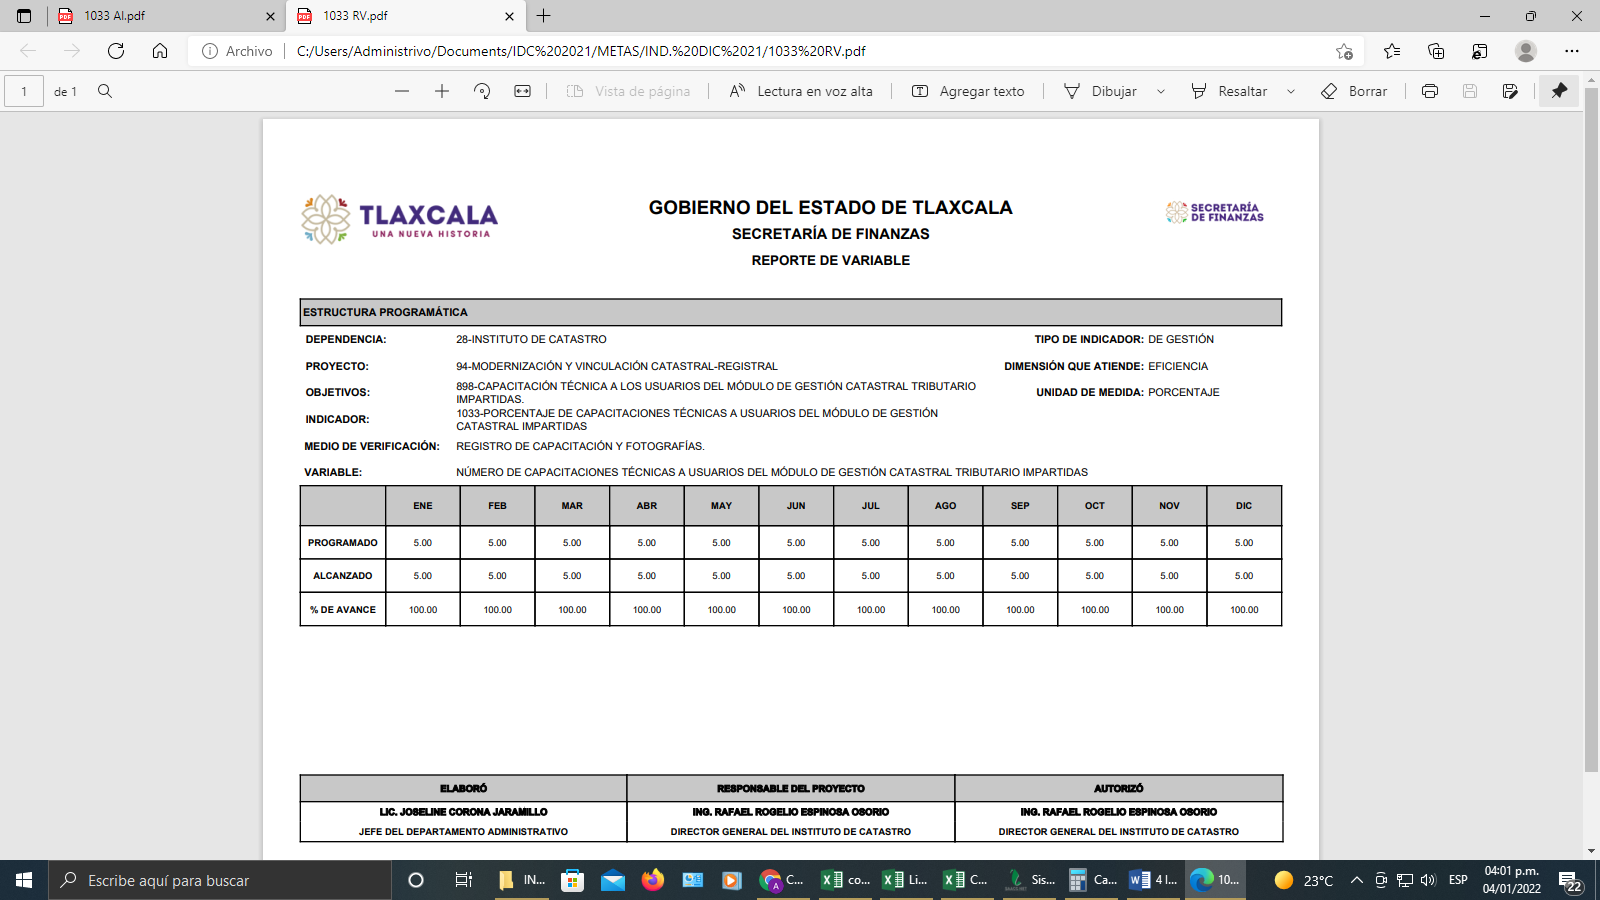 1033 AI.pdf
1033 RV.pdf
Archivo
C:/Users/Administrivo/Documents/IDC%202021/METAS/IND.%20DIC%2021/1033%20RV.pdf
1 de 1
Vista de página
Lectura en voz alta
Agregar texto
Dibujar
Resaltar
Borrar
TLAXCALA
UNA NUEVA HISTORIA
GOBIERNO DEL ESTADO DE TLAXCALA
SECRETARÍA DE FINANZAS
REPORTE DE VARIABLE
SECRETARÍA
DE FINANZAS
ESTRUCTURA PROGRAMÁTICA
DEPENDENCIA: 28-INSTITUTO DE CATASTRO TIPO DE INDICADOR: DE GESTIÓN
PROYECTO: 94-MODERNIZACIÓN Y VINCULACIÓN CATASTRAL-REGISTRAL DIMENSIÓN QUE ATIENDE: EFICIENCIA
OBJETIVOS: 898-CAPACITACIÓN TÉCNICA A LOS USUARIOS DEL MÓDULO DE GESTIÓN CATASTRAL TRIBUTARIO
IMPARTIDAS.
UNIDAD DE MEDIDA: PORCENTAJE
INDICADOR: 1033-PORCENTAJE DE CAPACITACIONES TÉCNICAS A USUARIOS DEL MÓDULO DE GESTIÓN
CATASTRAL IMPARTIDAS
MEDIO DE VERIFICACIÓN: REGISTRO DE CAPACITACIÓN Y FOTOGRAFÍAS.
VARIABLE: NÚMERO DE CAPACITACIONES TÉCNICAS A USUARIOS DEL MÓDULO DE GESTIÓN CATASTRAL TRIBUTARIO IMPARTIDAS
ENE FEB MAR ABR MAY JUN JUL AGO SEP OCT NOV DIC
PROGRAMADO 5.00 5.00 5.00 5.00 5.00 5.00 5.00 5.00 5.00 5.00 5.00 5.00
ALCANZADO 5.00 5.00 5.00 5.00 5.00 5.00 5.00 5.00 5.00 5.00 5.00 5.00
% DE AVANCE 100.00 100.00 100.00 100.00 100.00 100.00 100.00 100.00 100.00 100.00 100.00 100.00
ELABORÓ RESPONSABLE DEL PROYECTO AUTORIZÓ
LIC. JOSELINE CORONA JARAMILLO ING. RAFAEL ROGELIO ESPINOSA OSORIO ING. RAFAEL ROGELIO ESPINOSA OSORIO
JEFE DEL DEPARTAMENTO ADMINISTRATIVO DIRECTOR GENERAL DEL INSTITUTO DE CATASTRO DIRECTOR GENERAL DEL INSTITUTO DE CATASTRO
Escribe aquí para buscar
IN... C... co... Li... C... Sis... Ca... 4 I... 10...
23°C
ESP
04:01 p.m.
04/01/2022
22